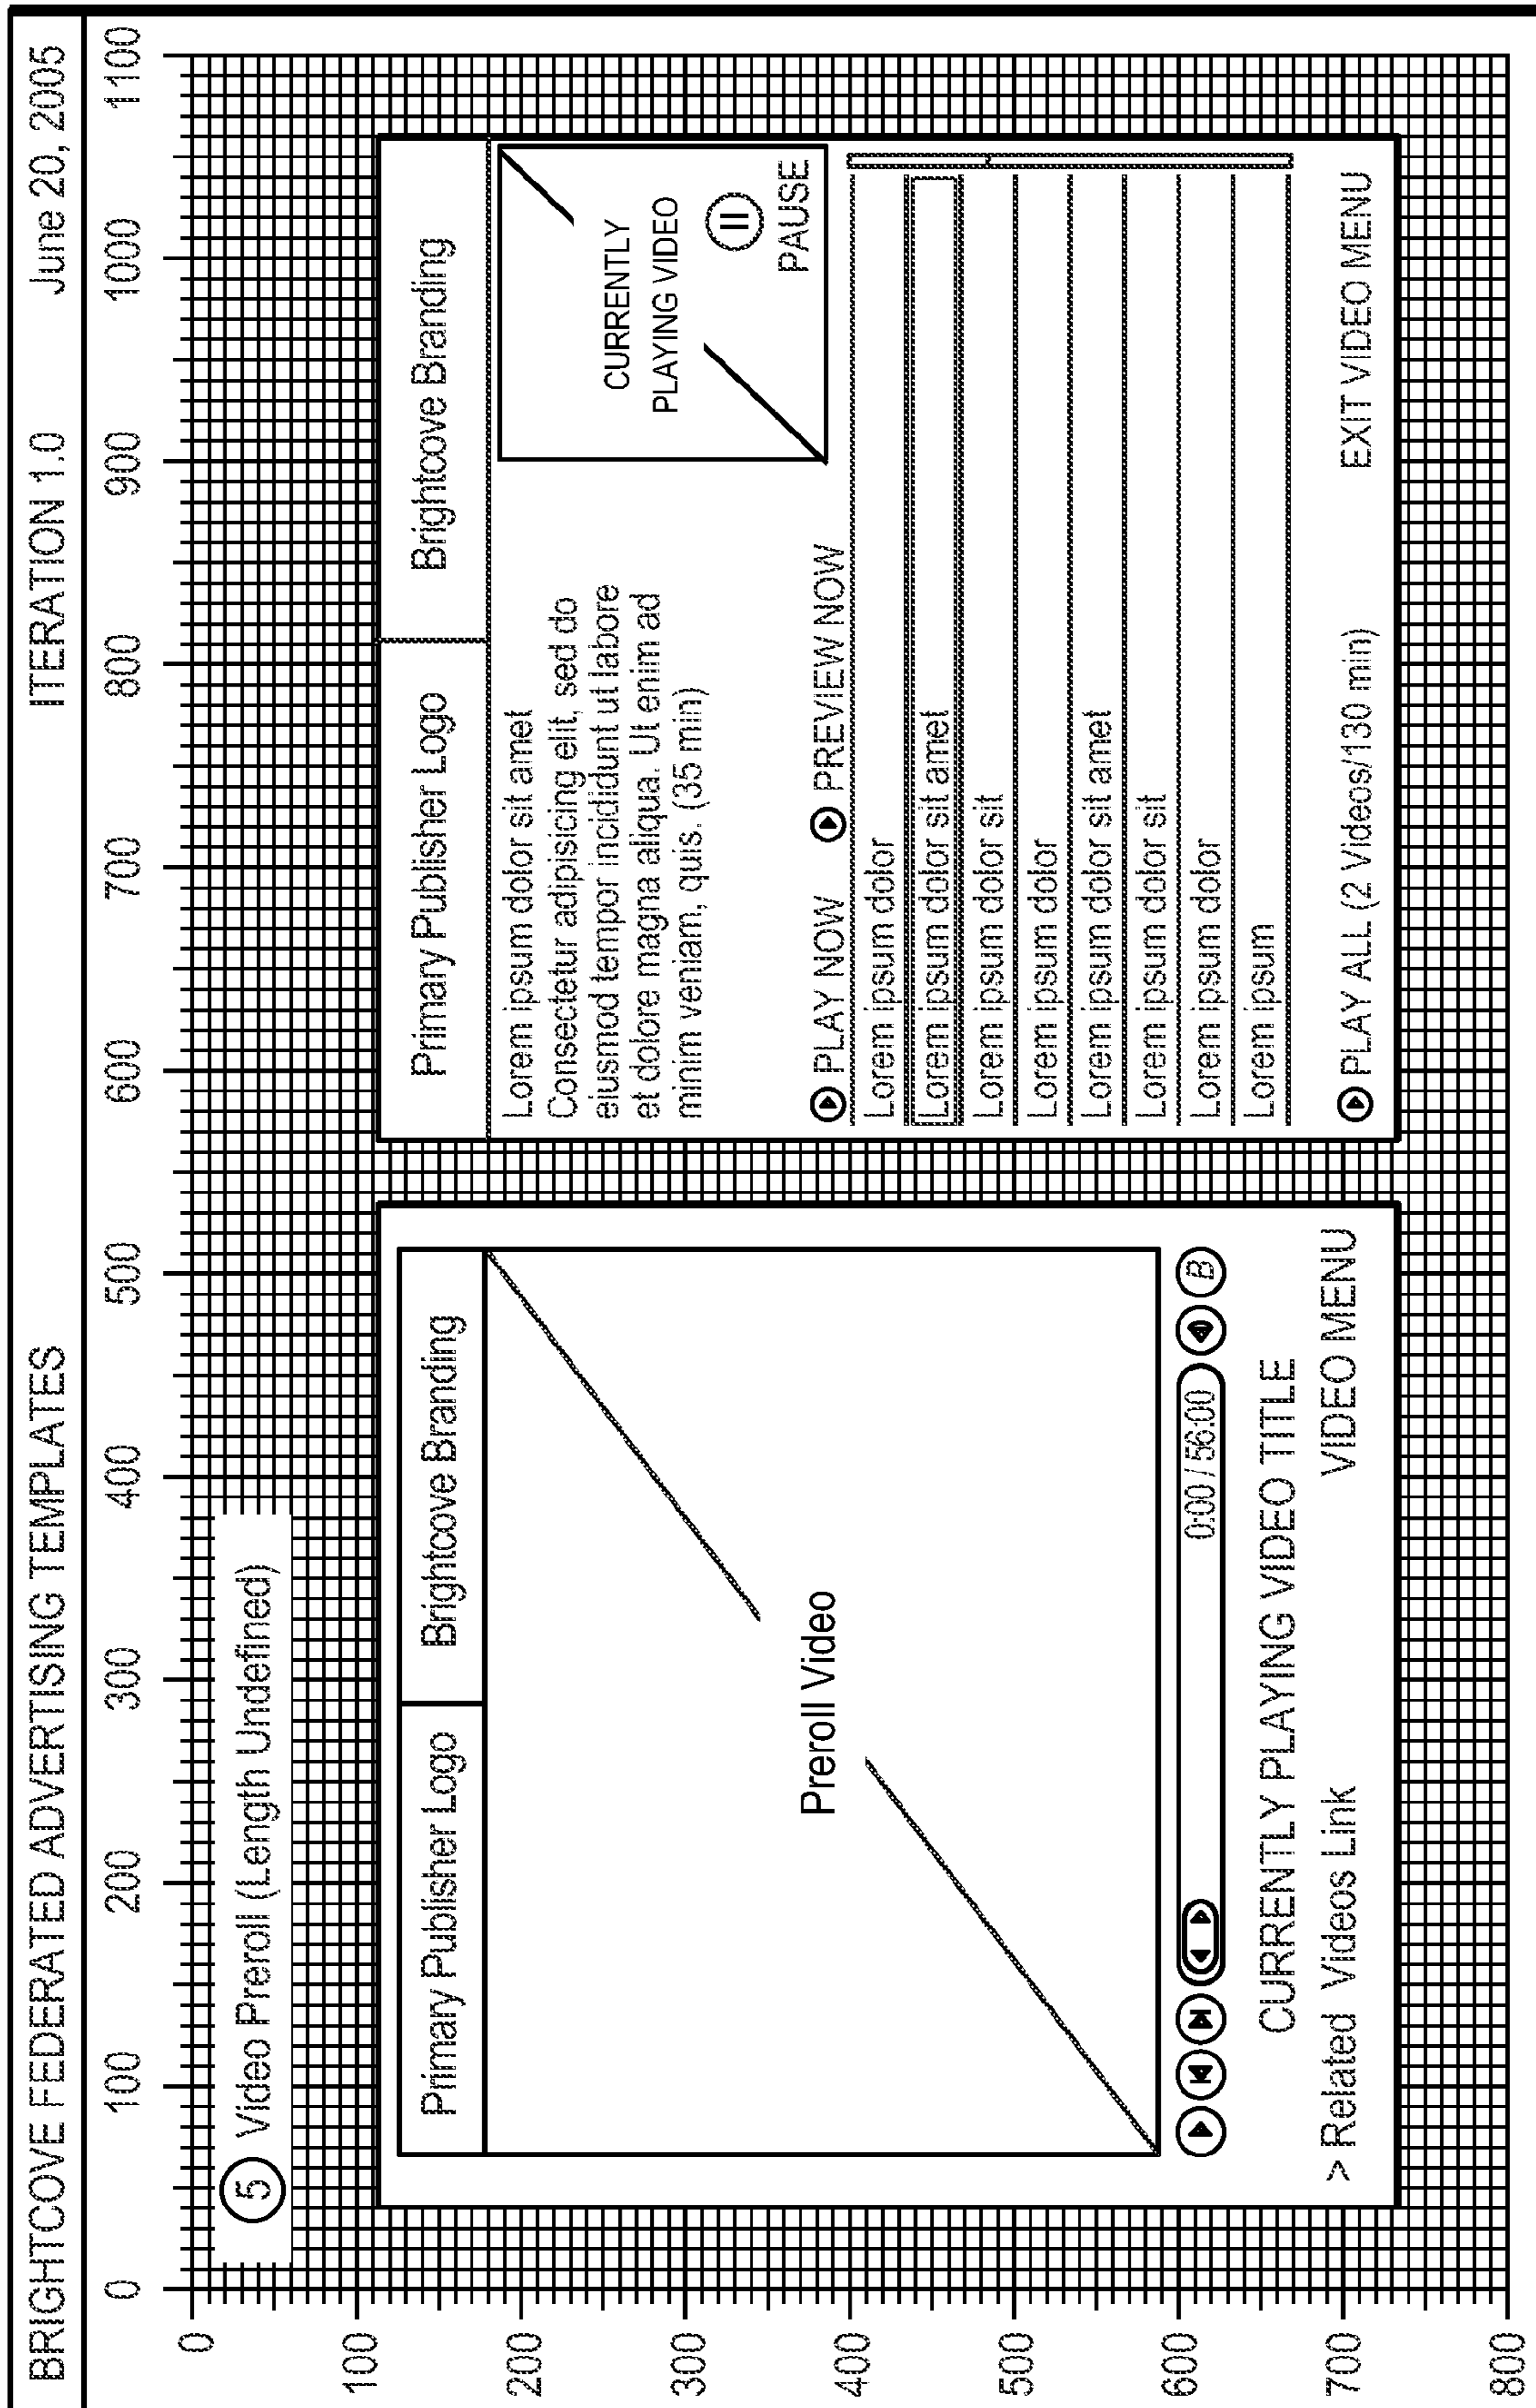 BRIGHTCOVE FEDERATED ADVERTISING TEMPLATES ITERATION 1.0 June 20, 2005
0 100 200 300 400 500 600 700 800 900 1000 1100
0
100
200
300
400
500
600
700
800
5 Video Preroll (Length Undefined)
Primary Publisher Logo Brightcove Branding
Preroll Video
0:00 / 56:00
B
CURRENTLY PLAYING VIDEO TITLE
> Related Videos Link VIDEO MENU
Primary Publisher Logo Brightcove Branding
Lorem ipsum dolor sit amet
Consectetur adipisicing elit, sed do
eiusmod tempor incididunt ut labore
et dolore magna aliqua. Ut enim ad
minim veniam, quis. (35 min)
CURRENTLY
PLAYING VIDEO
PAUSE
PLAY NOW PREVIEW NOW
Lorem ipsum dolor
Lorem ipsum dolor sit amet
Lorem ipsum dolor sit
Lorem ipsum dolor
Lorem ipsum dolor sit amet
Lorem ipsum dolor sit
Lorem ipsum dolor
Lorem ipsum
PLAY ALL (2 Videos/130 min) EXIT VIDEO MENU